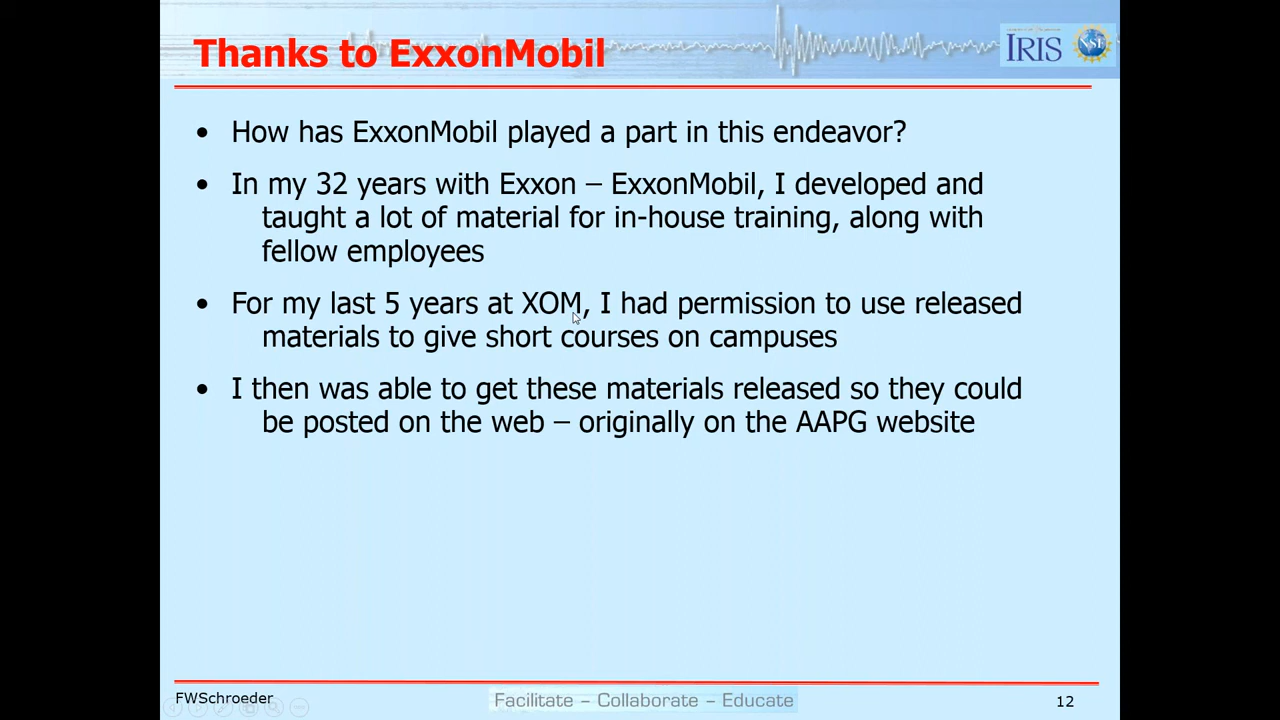 Thanks to ExxonMobil
IRIS
NSF
• How has ExxonMobil played a part in this endeavor?
• In my 32 years with Exxon – ExxonMobil, I developed and
taught a lot of material for in-house training, along with
fellow employees
• For my last 5 years at XOM, I had permission to use released
materials to give short courses on campuses
• I then was able to get these materials released so they could
be posted on the web – originally on the AAPG website
FWSchroeder
Facilitate – Collaborate – Educate
12